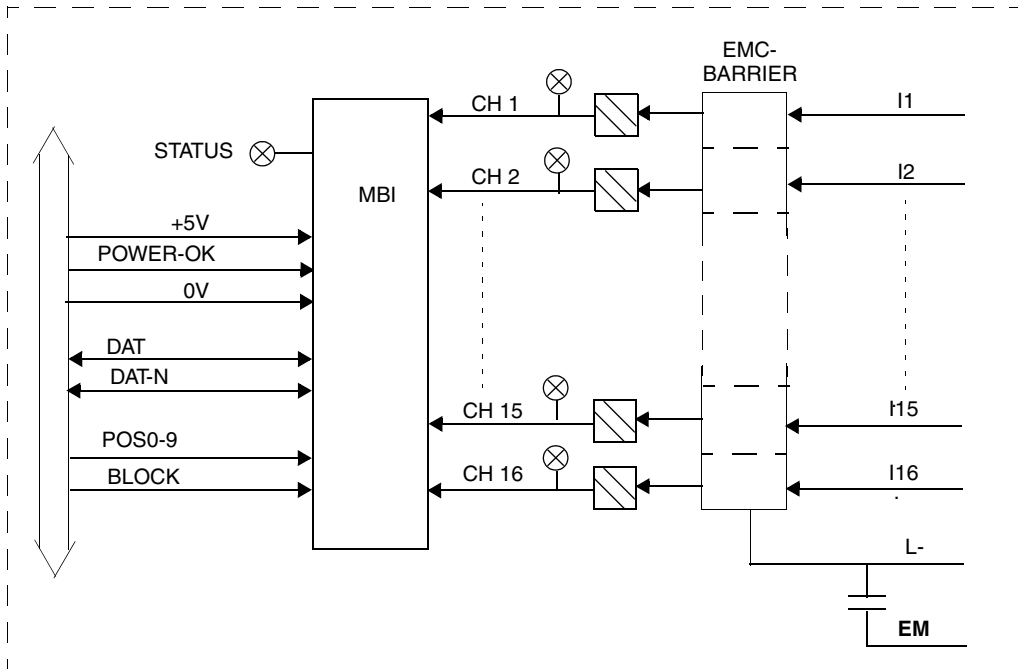 EMC-
BARRIER
CH 1
I1
STATUS
CH 2
I2
MBI
+5V
POWER-OK
0V
DAT
DAT-N
CH 15
I15
POS0-9
BLOCK
CH 16
I16
L-
EM